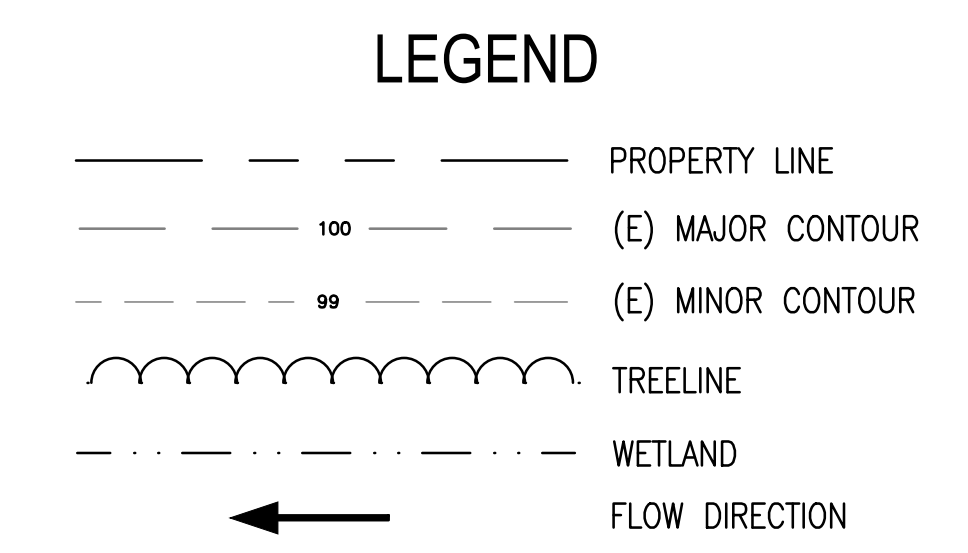 LEGEND
PROPERTY LINE
100 (E) MAJOR CONTOUR
99 (E) MINOR CONTOUR
TREELINE
WETLAND
FLOW DIRECTION